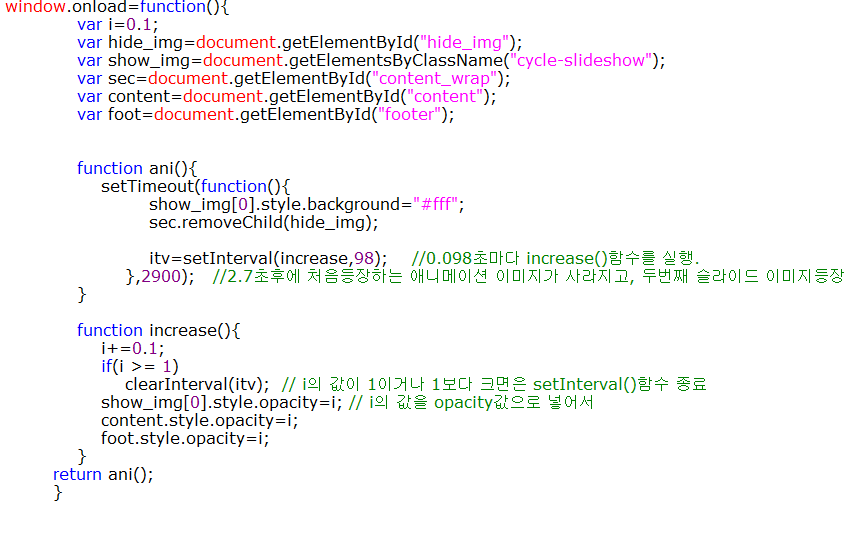 window.onload=function(){
var i=0.1;
var hide_img=document.getElementById("hide_img");
var show_img=document.getElementsByClassName("cycle-slideshow");
var sec=document.getElementById("content_wrap");
var content=document.getElementById("content");
var foot=document.getElementById("footer");
function ani(){
setTimeout(function(){
show_img[0].style.background="#fff";
sec.removeChild(hide_img);
itv=setInterval(increase,98); //0.098초마다 increase()함수를 실행.
},2900); //2.7초후에 처음등장하는 애니메이션 이미지가 사라지고, 두번째 슬라이드 이미지등장
}
function increase(){
i+=0.1;
if(i >= 1)
clearInterval(itv); // i의 값이 1이거나 1보다 크면은 setInterval()함수 종료
show_img[0].style.opacity=i; // i의 값을 opacity값으로 넣어서
content.style.opacity=i;
foot.style.opacity=i;
}
return ani();
}